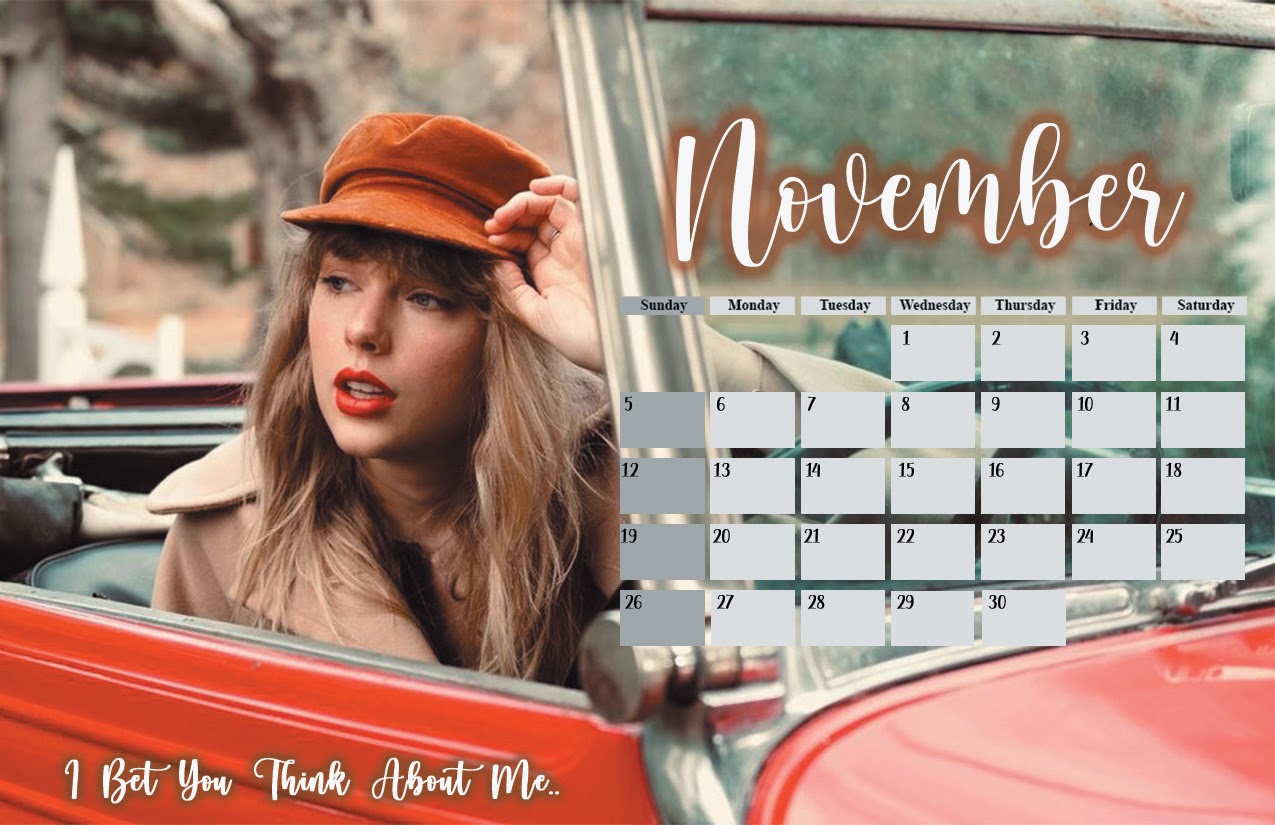 November
Sunday Monday Tuesday Wednesday Thursday Friday Saturday
1 2 3 4
5 6 7 8 9 10 11
12 13 14 15 16 17 18
19 20 21 22 23 24 25
26 27 28 29 30
I Bet You Think About Me..